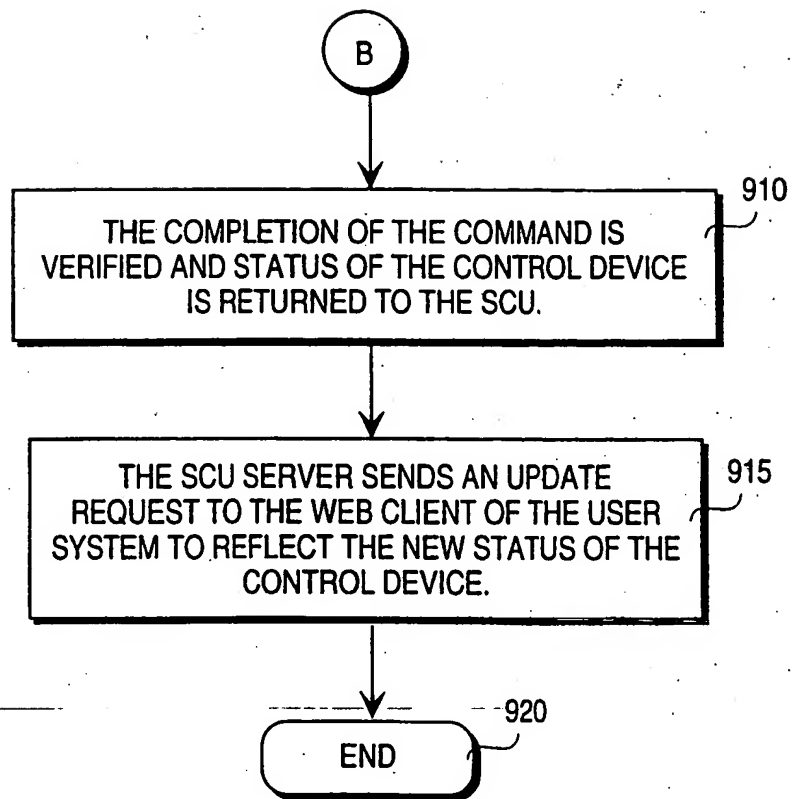 B
910
THE COMPLETION OF THE COMMAND IS
VERIFIED AND STATUS OF THE CONTROL DEVICE
IS RETURNED TO THE SCU.
915
THE SCU SERVER SENDS AN UPDATE
REQUEST TO THE WEB CLIENT OF THE USER
SYSTEM TO REFLECT THE NEW STATUS OF THE
CONTROL DEVICE.
920
END